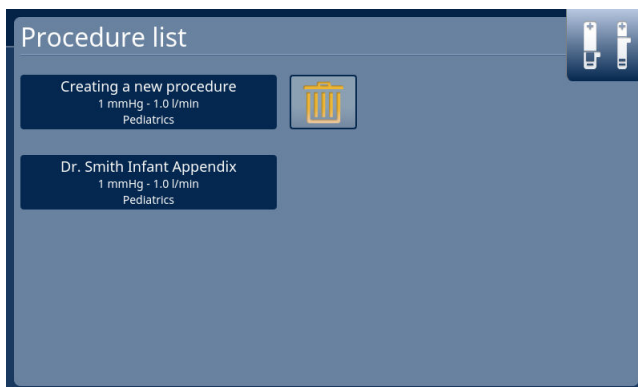 Procedure list
Creating a new procedure
1 mmHg - 1.0 l/min
Pediatrics
Dr. Smith Infant Appendix
1 mmHg - 1.0 l/min
Pediatrics